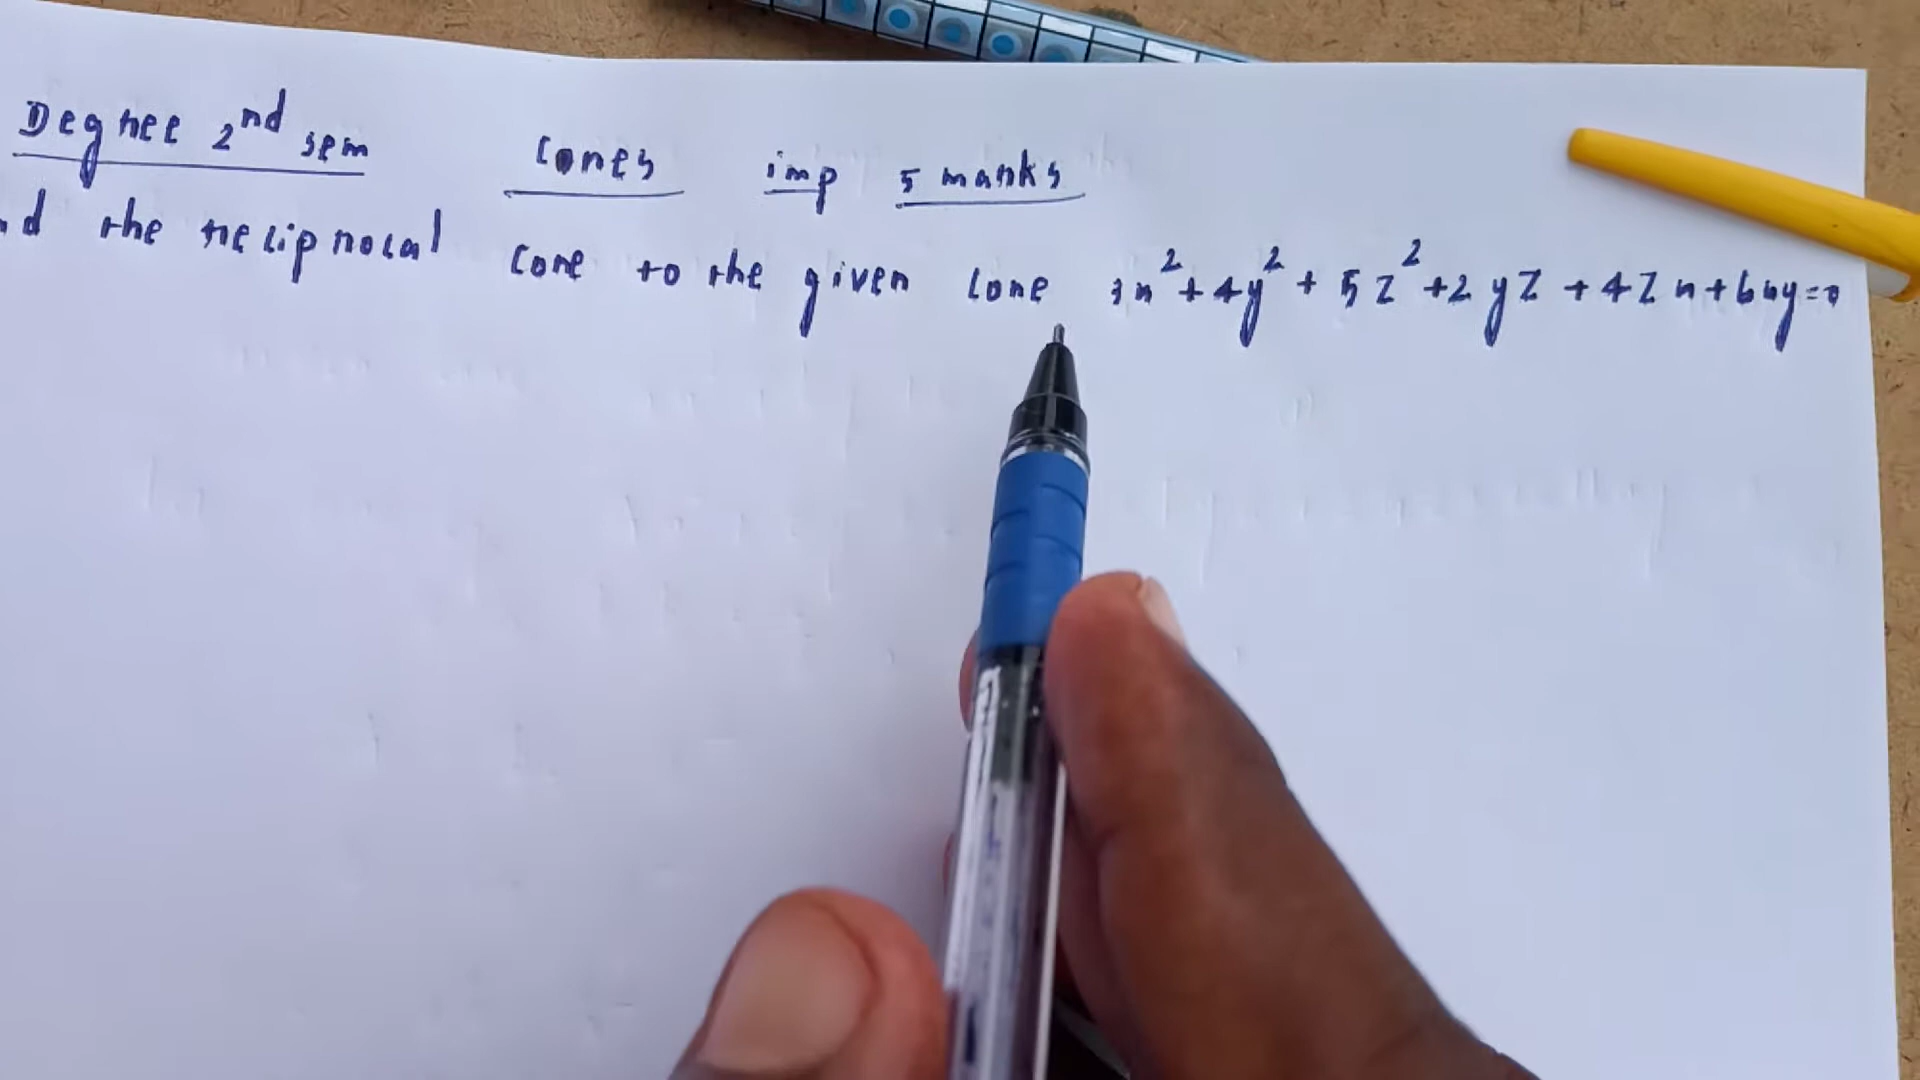 Degree 2nd sem cones imp 5 marks
nd the reciprocal cone to the given cone 3x²+4y²+5z²+2yz+4zx+6xy=0